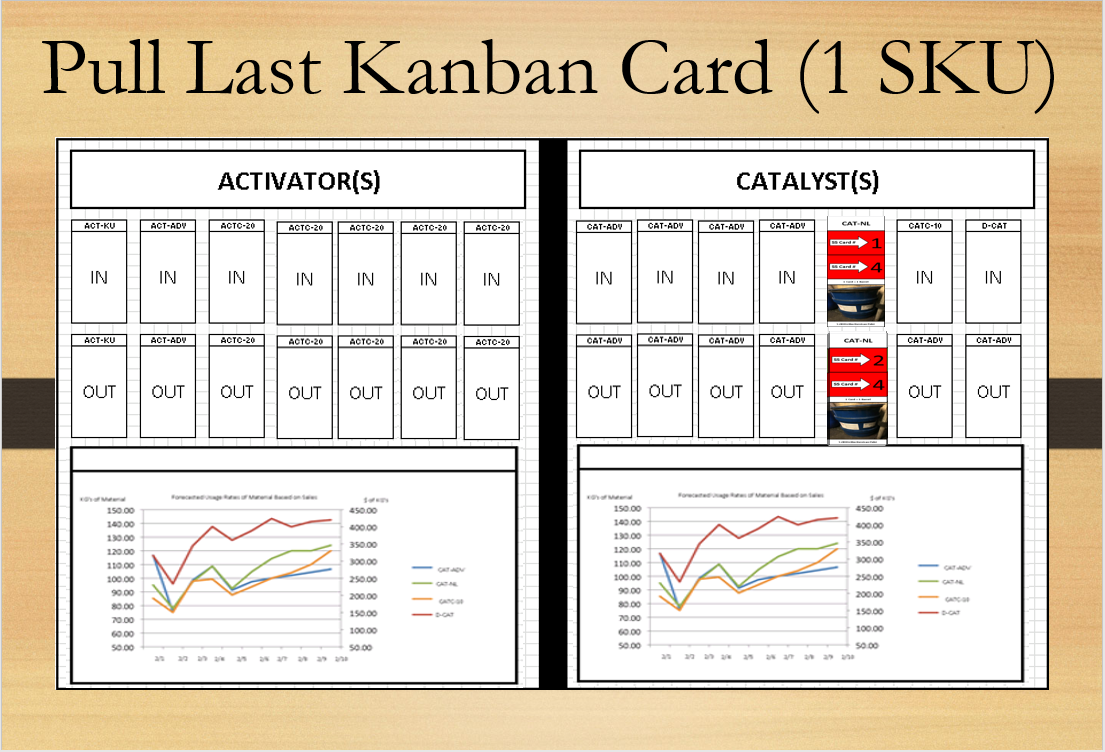 Pull Last Kanban Card (1 SKU)
ACTIVATOR(S)
CATALYST(S)
ACT-KU ACT-ADV ACTC-20 ACTC-20 ACTC-20 ACTC-20 ACTC-20
IN IN IN IN IN IN IN
CAT-ADV CAT-ADV CAT-ADV CAT-ADV CAT-NL CATC-10 D-CAT
IN IN IN IN IN IN
SS Card # 1
SS Card # 4
ACT-KU ACT-ADV ACTC-20 ACTC-20 ACTC-20 ACTC-20 ACTC-20
OUT OUT OUT OUT OUT OUT OUT
CAT-ADV CAT-ADV CAT-ADV CAT-ADV CAT-NL CAT-ADV CAT-ADV
OUT OUT OUT OUT OUT OUT
SS Card # 2
SS Card # 4
KG's of Material Forecasted Usage Rates of Material Based on Sales $ of KG's
150.00 450.00
140.00 400.00
130.00 350.00
120.00 300.00
110.00 250.00
100.00 200.00
90.00 150.00
80.00 100.00
70.00 50.00
60.00
50.00
2/1 2/2 2/3 2/4 2/5 2/6 2/7 2/8 2/9 1/10
CAT-ADV
CAT-NL
CATC-10
D-CAT
KG's of Material Forecasted Usage Rates of Material Based on Sales $ of KG's
150.00 450.00
140.00 400.00
130.00 350.00
120.00 300.00
110.00 250.00
100.00 200.00
90.00 150.00
80.00 100.00
70.00 50.00
60.00
50.00
2/1 2/2 2/3 2/4 2/5 2/6 2/7 2/8 2/9 1/10
CAT-ADV
CAT-NL
CATC-10
D-CAT